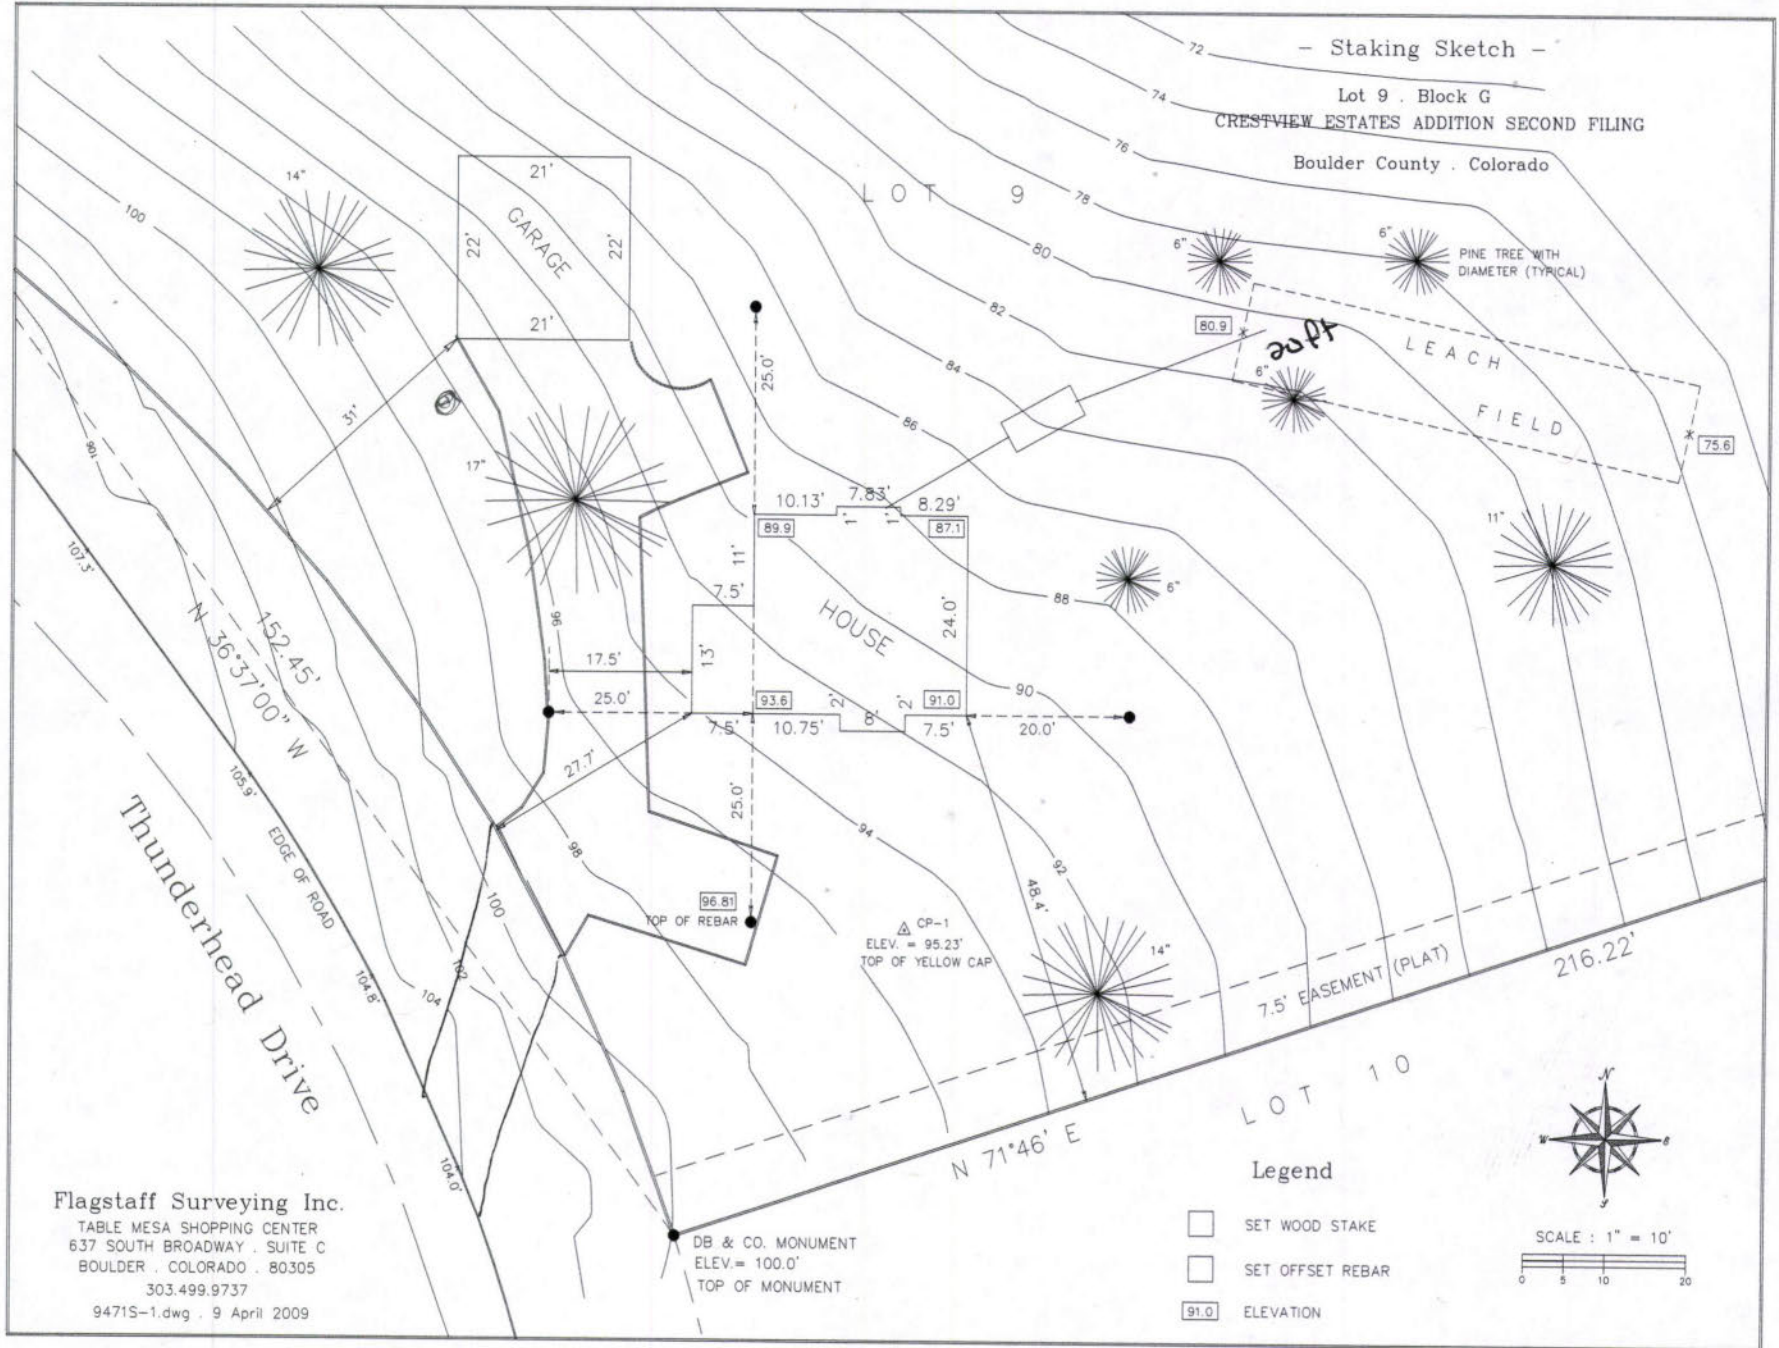 - Staking Sketch -
Lot 9 . Block G
CRESTVIEW ESTATES ADDITION SECOND FILING
Boulder County . Colorado
72
74
76
78
80
82
84
86
88
90
92
94
96
98
100
102
104
100
106
LOT 9
14"
21'
22'
GARAGE
22'
21'
31'
17"
25.0'
6"
6"
PINE TREE WITH
DIAMETER (TYPICAL)
80.9
20ft
6"
LEACH
FIELD
75.6
11"
6"
10.13'
7.83'
8.29'
1'
1'
89.9
87.1
11'
7.5'
HOUSE
24.0'
13'
17.5'
25.0'
93.6
2'
2'
91.0
7.5'
10.75'
8'
7.5'
20.0'
27.7'
25.0'
48.4'
96.81
TOP OF REBAR
CP-1
ELEV. = 95.23'
TOP OF YELLOW CAP
14"
107.3'
152.45'
N 36°37'00" W
105.9'
EDGE OF ROAD
104.8'
104.0'
Thunderhead Drive
7.5' EASEMENT (PLAT)
216.22'
N 71°46' E
LOT 10
DB & CO. MONUMENT
ELEV.= 100.0'
TOP OF MONUMENT
Flagstaff Surveying Inc.
TABLE MESA SHOPPING CENTER
637 SOUTH BROADWAY . SUITE C
BOULDER . COLORADO . 80305
303.499.9737
9471S-1.dwg . 9 April 2009
Legend
SET WOOD STAKE
SET OFFSET REBAR
91.0 ELEVATION
N
W
S
SCALE : 1" = 10'
0 5 10 20